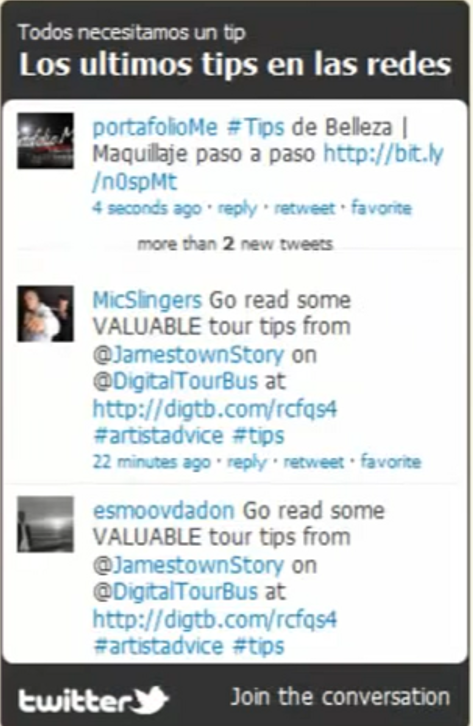 Todos necesitamos un tip
Los ultimos tips en las redes
portafolioMe #Tips de Belleza |
Maquillaje paso a paso http://bit.ly
/n0spMt
4 seconds ago · reply · retweet · favorite
more than 2 new tweets
MicSlingers Go read some
VALUABLE tour tips from
@JamestownStory on
@DigitalTourBus at
http://digtb.com/rcfqs4
#artistadvice #tips
22 minutes ago · reply · retweet · favorite
esmoovdadon Go read some
VALUABLE tour tips from
@JamestownStory on
@DigitalTourBus at
http://digtb.com/rcfqs4
#artistadvice #tips
twitter Join the conversation